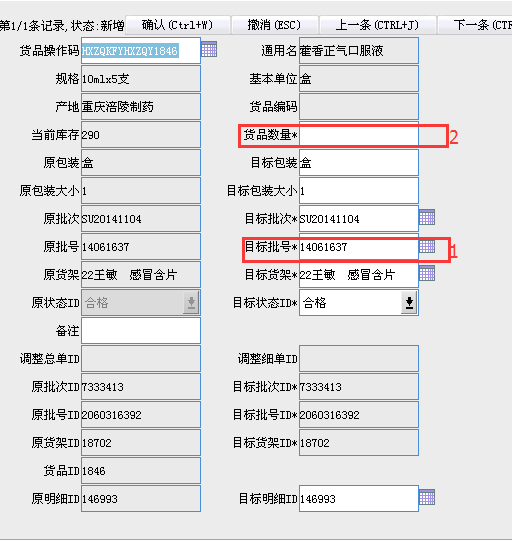 第1/1条记录,状态:新增 确认(Ctrl+W) 撤消(ESC) 上一条(CTRL+J) 下一条(CTR
货品操作码 HXZQKFYHXZQY1846 通用名 藿香正气口服液
规格 10mlx5支 基本单位 盒
产地 重庆涪陵制药 货品编码
当前库存 290 货品数量* 2
原包装 盒 目标包装 盒
原包装大小 1 目标包装大小 1
原批次 SU20141104 目标批次* SU20141104
原批号 14061637 目标批号* 14061637 1
原货架 22王敏 感冒含片 目标货架* 22王敏 感冒含片
原状态ID 合格 目标状态ID* 合格
备注
调整总单ID 调整细单ID
原批次ID 7333413 目标批次ID* 7333413
原批号ID 2060316392 目标批号ID* 2060316392
原货架ID 18702 目标货架ID* 18702
货品ID 1846
原明细ID 146993 目标明细ID 146993